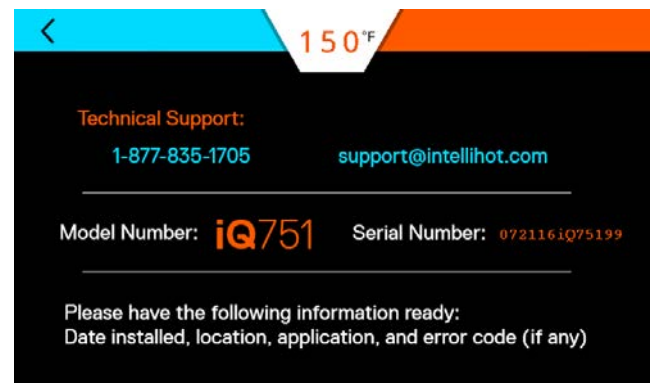 150°F
Technical Support:
1-877-835-1705 support@intellihot.com
Model Number: iQ751 Serial Number: 072116iQ75199
Please have the following information ready:
Date installed, location, application, and error code (if any)